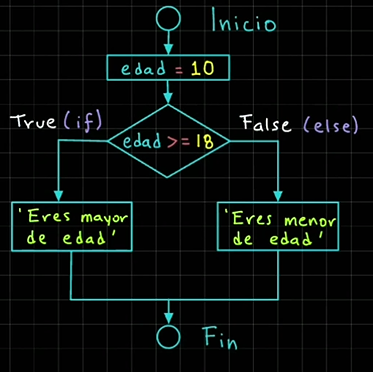 Inicio
edad = 10
True (if)
edad >= 18
False (else)
'Eres mayor
de edad'
'Eres menor
de edad'
Fin